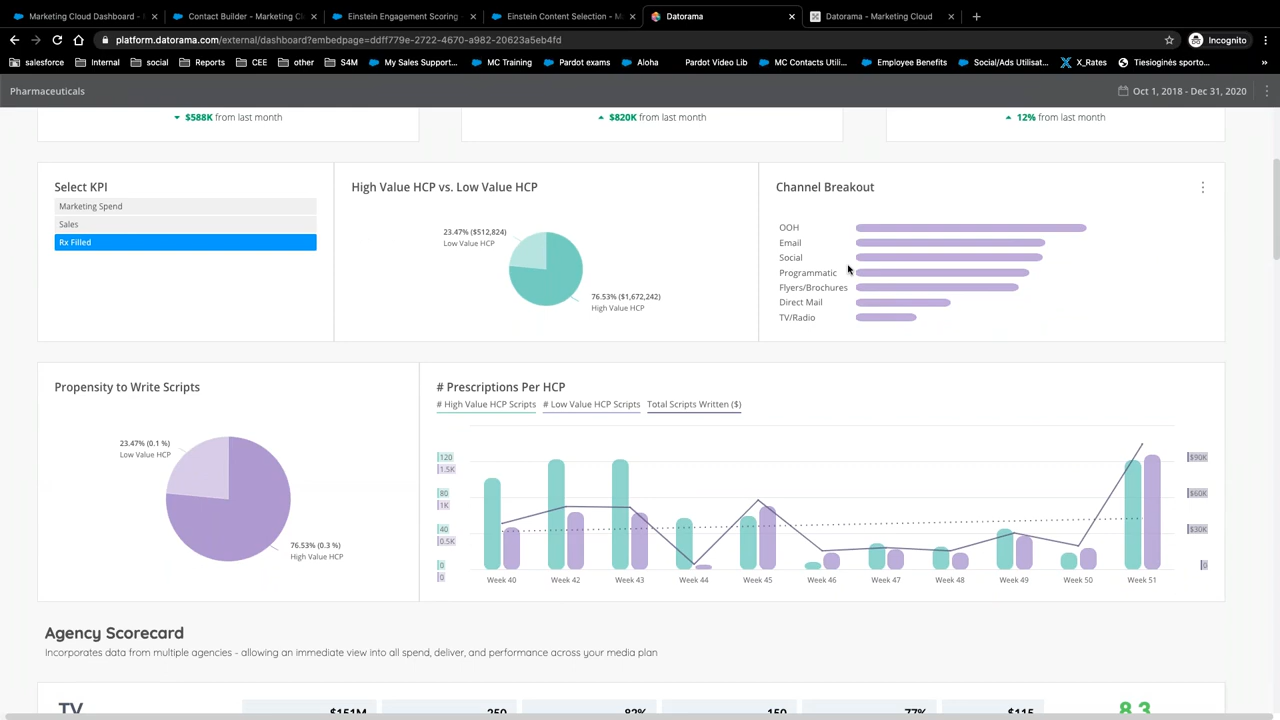 Marketing Cloud Dashboard -
Contact Builder - Marketing Cl
Einstein Engagement Scoring
Einstein Content Selection - M
Datorama
Datorama - Marketing Cloud
platform.datorama.com/external/dashboard?embedpage=ddff779e-2722-4670-a982-20623a5eb4fd
Incognito
salesforce
Internal
social
Reports
CEE
other
S4M
My Sales Support...
MC Training
Pardot exams
Aloha
Pardot Video Lib
MC Contacts Utili...
Employee Benefits
Social/Ads Utilisat...
X_Rates
Tiesioginės sporto...
»
Pharmaceuticals
Oct 1, 2018 - Dec 31, 2020
$588K from last month
$820K from last month
12% from last month
Select KPI
Marketing Spend
Sales
Rx Filled
High Value HCP vs. Low Value HCP
23.47% ($512,824)
Low Value HCP
76.53% ($1,672,242)
High Value HCP
Channel Breakout
OOH
Email
Social
Programmatic
Flyers/Brochures
Direct Mail
TV/Radio
Propensity to Write Scripts
23.47% (0.1 %)
Low Value HCP
76.53% (0.3 %)
High Value HCP
# Prescriptions Per HCP
# High Value HCP Scripts # Low Value HCP Scripts Total Scripts Written ($)
120
1.5K
80
1K
40
0.5K
0
0
$90K
$60K
$30K
0
Week 40 Week 42 Week 43 Week 44 Week 45 Week 46 Week 47 Week 48 Week 49 Week 50 Week 51
Agency Scorecard
Incorporates data from multiple agencies - allowing an immediate view into all spend, deliver, and performance across your media plan
TV $151M 250 82% 150 77% $115 8.3